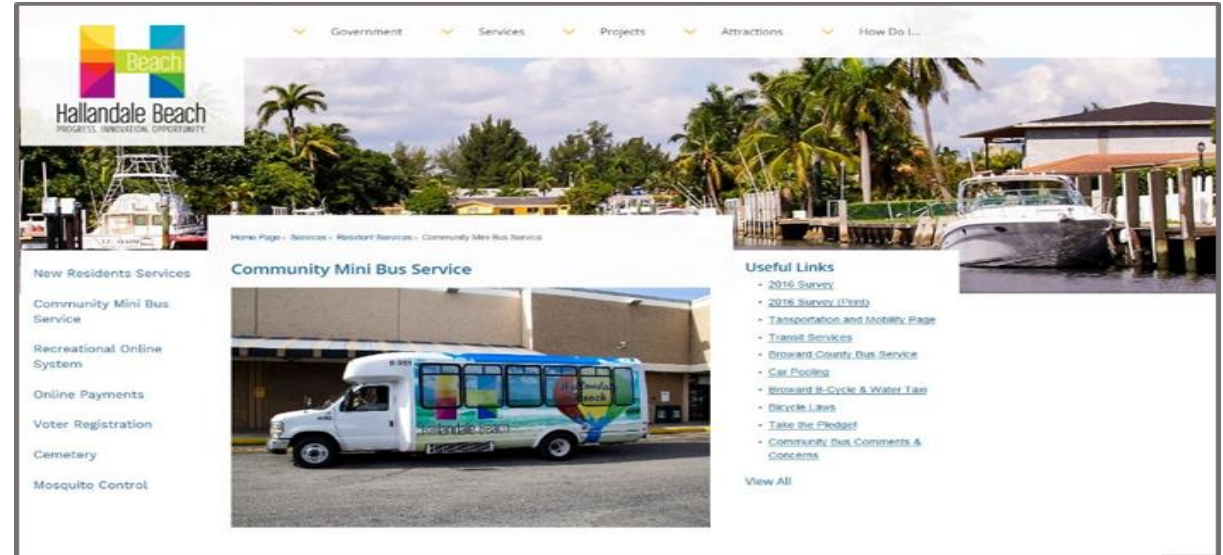 Government
Services
Projects
Attractions
How Do I...
Beach
Hallandale Beach
PROGRESS. INNOVATION. OPPORTUNITY.
Home Page » Services » Resident Services » Community Mini Bus Service
New Residents Services
Community Mini Bus
Service
Recreational Online
System
Online Payments
Voter Registration
Cemetery
Mosquito Control
Community Mini Bus Service
Hallandale
Beach
Hallandale Beach
Useful Links
2016 Survey
2016 Survey (Print)
Tansportation and Mobility Page
Transit Services
Broward County Bus Service
Car Pooling
Broward B-Cycle & Water Taxi
Bicycle Laws
Take the Pledge!
Community Bus Comments &
Concerns
View All